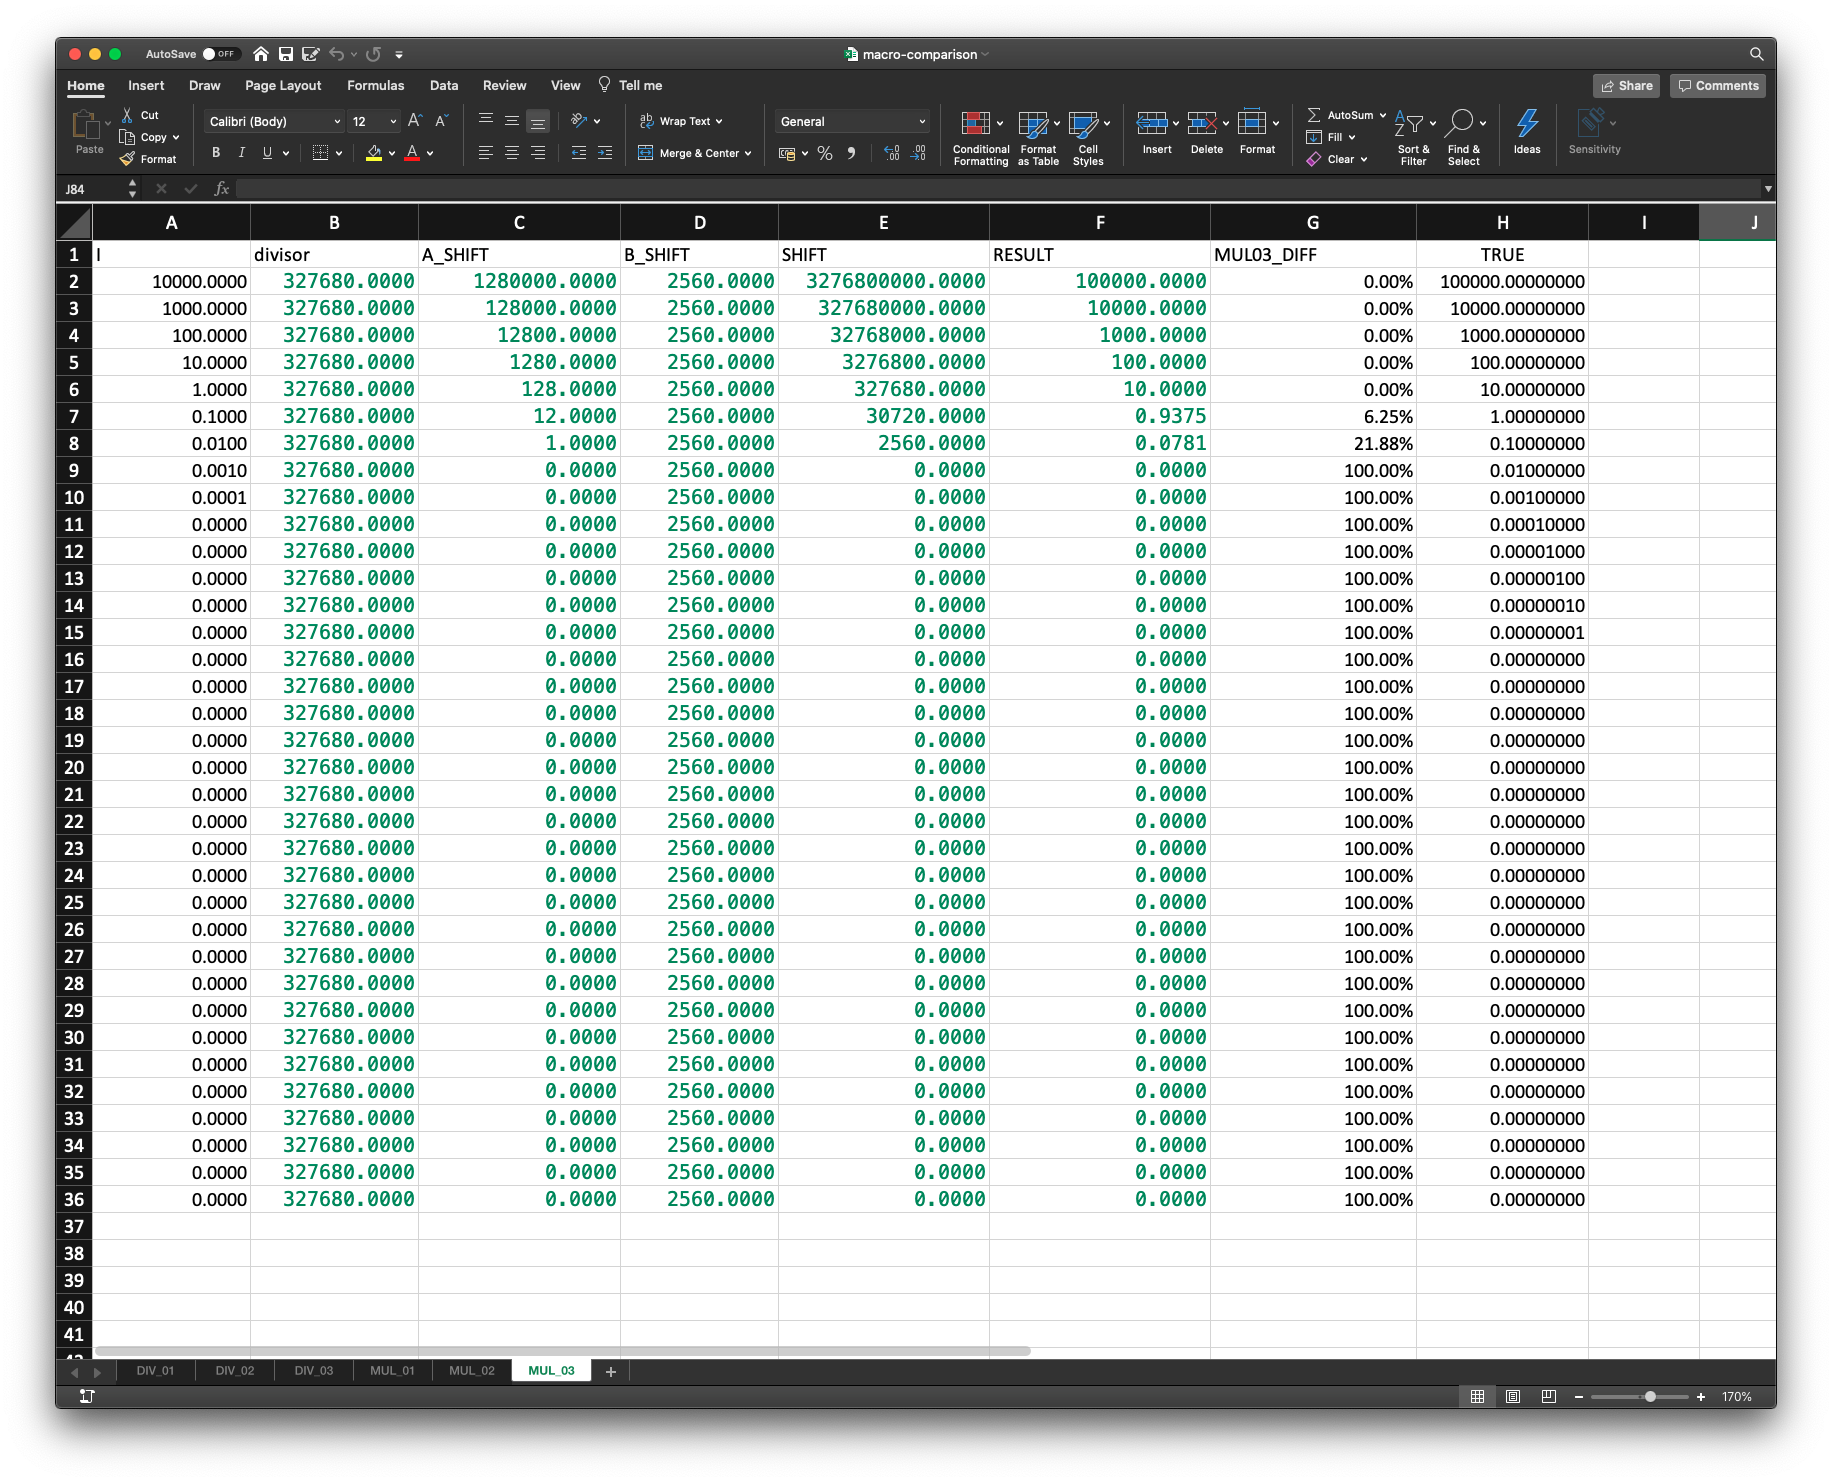 AutoSave OFF macro-comparison
Home Insert Draw Page Layout Formulas Data Review View Tell me Share Comments
Paste Cut Copy Format Calibri (Body) 12 A A Wrap Text General Conditional Formatting Format as Table Cell Styles Insert Delete Format AutoSum Fill Clear Sort & Filter Find & Select Ideas Sensitivity
B I U A Merge & Center % 9
J84 fx
A B C D E F G H I J
1 I divisor A_SHIFT B_SHIFT SHIFT RESULT MUL03_DIFF TRUE
2 10000.0000 327680.0000 1280000.0000 2560.0000 3276800000.0000 100000.0000 0.00% 100000.00000000
3 1000.0000 327680.0000 128000.0000 2560.0000 327680000.0000 10000.0000 0.00% 10000.00000000
4 100.0000 327680.0000 12800.0000 2560.0000 32768000.0000 1000.0000 0.00% 1000.00000000
5 10.0000 327680.0000 1280.0000 2560.0000 3276800.0000 100.0000 0.00% 100.00000000
6 1.0000 327680.0000 128.0000 2560.0000 327680.0000 10.0000 0.00% 10.00000000
7 0.1000 327680.0000 12.0000 2560.0000 30720.0000 0.9375 6.25% 1.00000000
8 0.0100 327680.0000 1.0000 2560.0000 2560.0000 0.0781 21.88% 0.10000000
9 0.0010 327680.0000 0.0000 2560.0000 0.0000 0.0000 100.00% 0.01000000
10 0.0001 327680.0000 0.0000 2560.0000 0.0000 0.0000 100.00% 0.00100000
11 0.0000 327680.0000 0.0000 2560.0000 0.0000 0.0000 100.00% 0.00010000
12 0.0000 327680.0000 0.0000 2560.0000 0.0000 0.0000 100.00% 0.00001000
13 0.0000 327680.0000 0.0000 2560.0000 0.0000 0.0000 100.00% 0.00000100
14 0.0000 327680.0000 0.0000 2560.0000 0.0000 0.0000 100.00% 0.00000010
15 0.0000 327680.0000 0.0000 2560.0000 0.0000 0.0000 100.00% 0.00000001
16 0.0000 327680.0000 0.0000 2560.0000 0.0000 0.0000 100.00% 0.00000000
17 0.0000 327680.0000 0.0000 2560.0000 0.0000 0.0000 100.00% 0.00000000
18 0.0000 327680.0000 0.0000 2560.0000 0.0000 0.0000 100.00% 0.00000000
19 0.0000 327680.0000 0.0000 2560.0000 0.0000 0.0000 100.00% 0.00000000
20 0.0000 327680.0000 0.0000 2560.0000 0.0000 0.0000 100.00% 0.00000000
21 0.0000 327680.0000 0.0000 2560.0000 0.0000 0.0000 100.00% 0.00000000
22 0.0000 327680.0000 0.0000 2560.0000 0.0000 0.0000 100.00% 0.00000000
23 0.0000 327680.0000 0.0000 2560.0000 0.0000 0.0000 100.00% 0.00000000
24 0.0000 327680.0000 0.0000 2560.0000 0.0000 0.0000 100.00% 0.00000000
25 0.0000 327680.0000 0.0000 2560.0000 0.0000 0.0000 100.00% 0.00000000
26 0.0000 327680.0000 0.0000 2560.0000 0.0000 0.0000 100.00% 0.00000000
27 0.0000 327680.0000 0.0000 2560.0000 0.0000 0.0000 100.00% 0.00000000
28 0.0000 327680.0000 0.0000 2560.0000 0.0000 0.0000 100.00% 0.00000000
29 0.0000 327680.0000 0.0000 2560.0000 0.0000 0.0000 100.00% 0.00000000
30 0.0000 327680.0000 0.0000 2560.0000 0.0000 0.0000 100.00% 0.00000000
31 0.0000 327680.0000 0.0000 2560.0000 0.0000 0.0000 100.00% 0.00000000
32 0.0000 327680.0000 0.0000 2560.0000 0.0000 0.0000 100.00% 0.00000000
33 0.0000 327680.0000 0.0000 2560.0000 0.0000 0.0000 100.00% 0.00000000
34 0.0000 327680.0000 0.0000 2560.0000 0.0000 0.0000 100.00% 0.00000000
35 0.0000 327680.0000 0.0000 2560.0000 0.0000 0.0000 100.00% 0.00000000
36 0.0000 327680.0000 0.0000 2560.0000 0.0000 0.0000 100.00% 0.00000000
37
38
39
40
41
DIV_01 DIV_02 DIV_03 MUL_01 MUL_02 MUL_03 +
170%